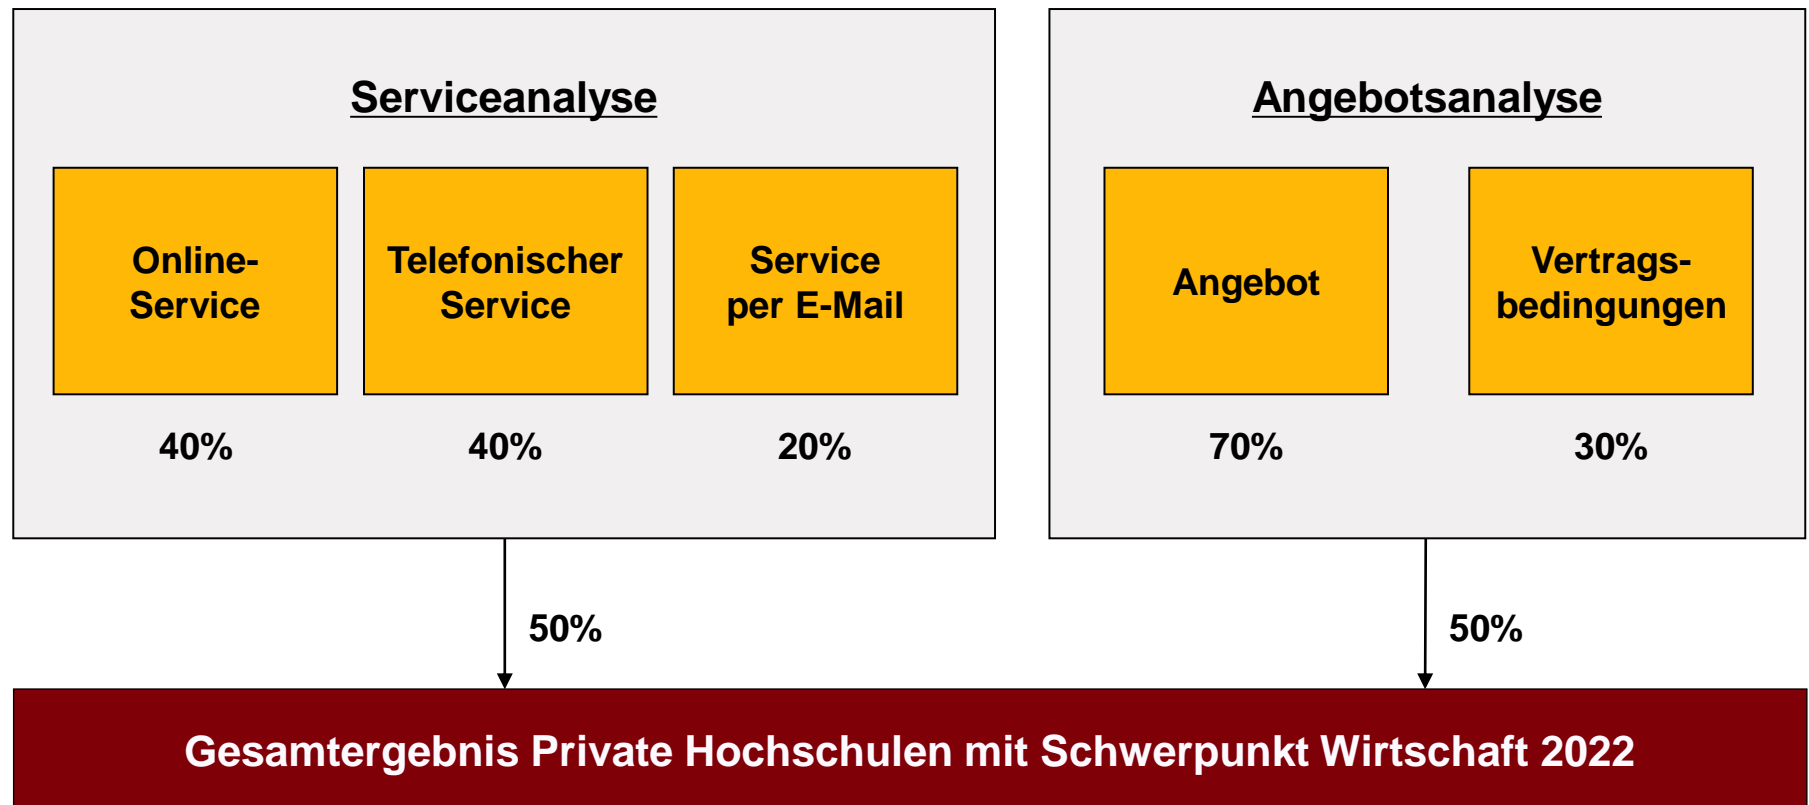 Serviceanalyse
Online-
Service
40%
Telefonischer
Service
40%
Service
per E-Mail
20%
Angebotsanalyse
Angebot
70%
Vertrags-
bedingungen
30%
50%
50%
Gesamtergebnis Private Hochschulen mit Schwerpunkt Wirtschaft 2022